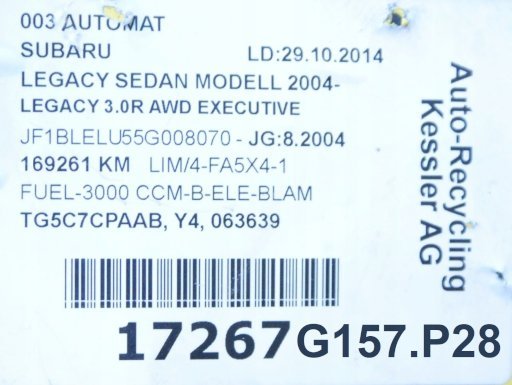 003 AUTOMAT
SUBARU LD:29.10.2014
LEGACY SEDAN MODELL 2004-
LEGACY 3.0R AWD EXECUTIVE
JF1BLELU55G008070 - JG:8.2004
169261 KM LIM/4-FA5X4-1
FUEL-3000 CCM-B-ELE-BLAM
TG5C7CPAAB, Y4, 063639
17267 G157.P28
Auto-Recycling
Kessler AG